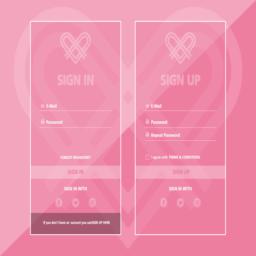 SIGN IN
E-Mail
Password
FORGOT PASSWORD?
SIGN IN
SIGN IN WITH
If you don't have an account you can SIGN UP HERE
SIGN UP
E-Mail
Password
Repeat Password
I agree with TERMS & CONDITIONS
SIGN UP
SIGN IN WITH